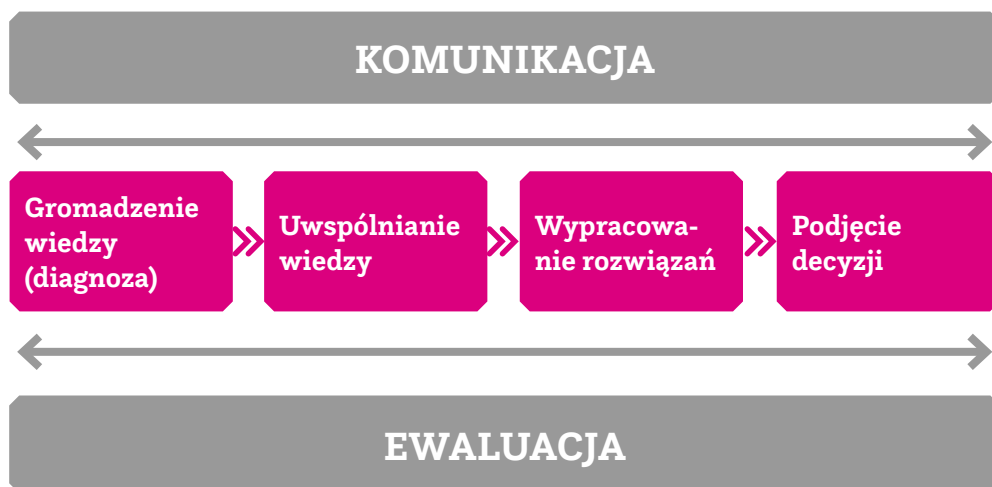 KOMUNIKACJA
Gromadzenie
wiedzy
(diagnoza)
Uwspólnianie
wiedzy
Wypracowa-
nie rozwiązań
Podjęcie
decyzji
EWALUACJA